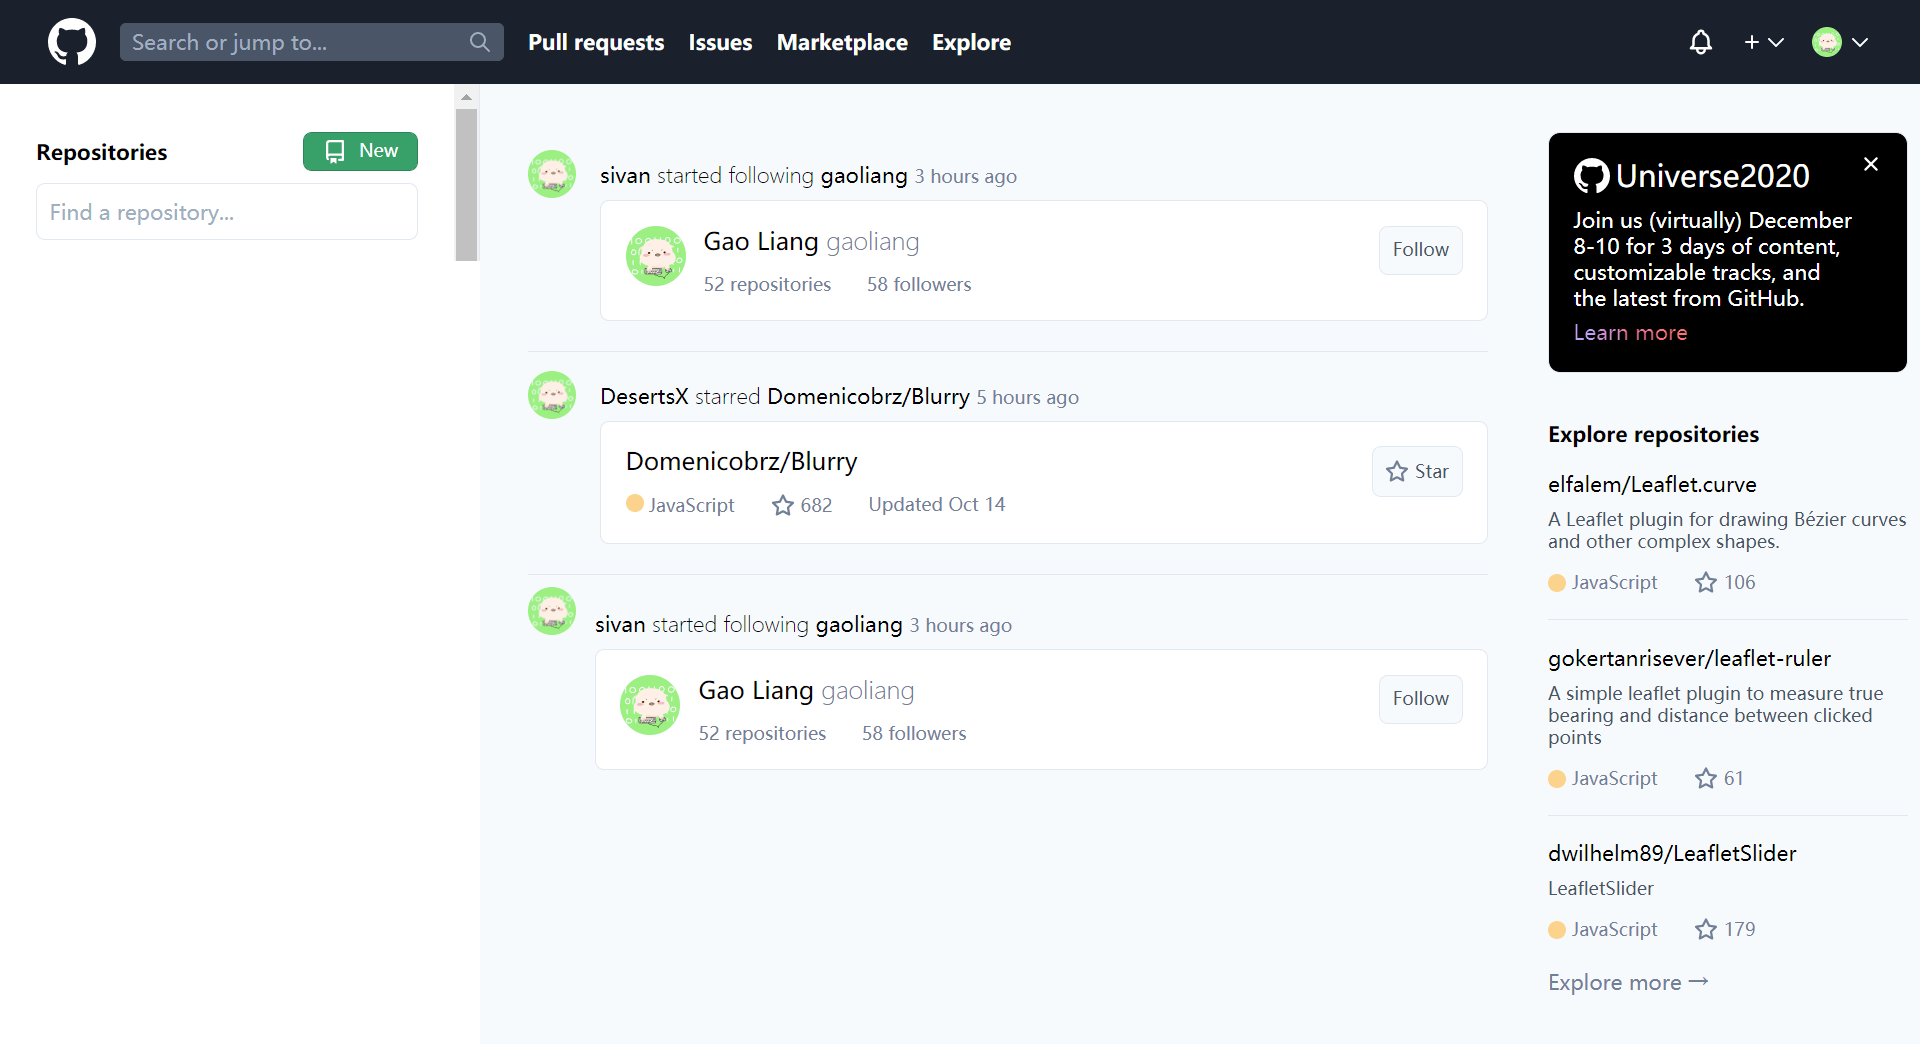 Search or jump to... Pull requests Issues Marketplace Explore
Repositories New
Find a repository...
sivan started following gaoliang 3 hours ago
Gao Liang gaoliang
Follow
52 repositories 58 followers
DesertsX starred Domenicobrz/Blurry 5 hours ago
Domenicobrz/Blurry
Star
JavaScript 682 Updated Oct 14
sivan started following gaoliang 3 hours ago
Gao Liang gaoliang
Follow
52 repositories 58 followers
Universe2020
Join us (virtually) December
8-10 for 3 days of content,
customizable tracks, and
the latest from GitHub.
Learn more
Explore repositories
elfalem/Leaflet.curve
A Leaflet plugin for drawing Bézier curves
and other complex shapes.
JavaScript 106
gokertanrisever/leaflet-ruler
A simple leaflet plugin to measure true
bearing and distance between clicked
points
JavaScript 61
dwilhelm89/LeafletSlider
LeafletSlider
JavaScript 179
Explore more →